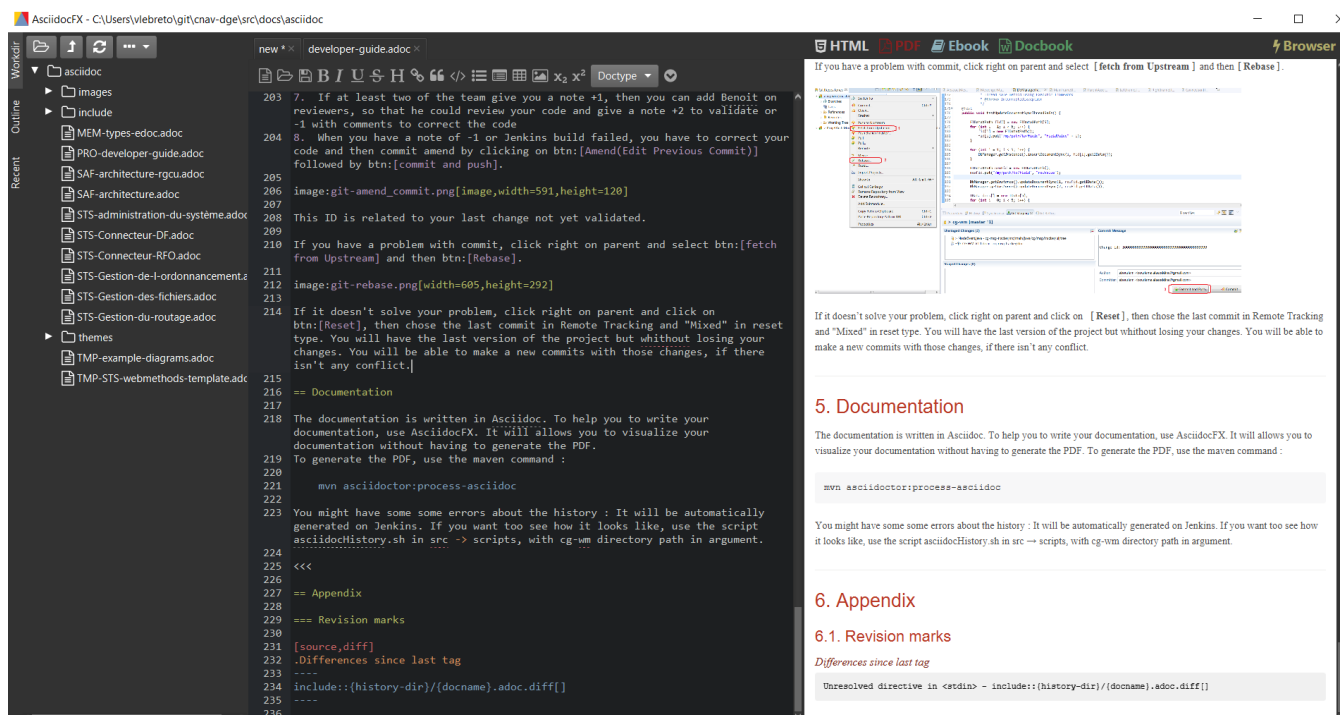 AsciidocFX - C:\Users\vlebreto\git\cnav-dge\src\docs\asciidoc
Workdir
Outline
Recent
asciidoc
images
include
MEM-types-edoc.adoc
PRO-developer-guide.adoc
SAF-architecture-rgcu.adoc
SAF-architecture.adoc
STS-administration-du-système.adoc
STS-Connecteur-DF.adoc
STS-Connecteur-RFO.adoc
STS-Gestion-de-l-ordonnancement.a
STS-Gestion-des-fichiers.adoc
STS-Gestion-du-routage.adoc
themes
TMP-example-diagrams.adoc
TMP-STS-webmethods-template.adc
new * × developer-guide.adoc ×
B I U S H x₂ x² Doctype
203 7. If at least two of the team give you a note +1, then you can add Benoit on
reviewers, so that he could review your code and give a note +2 to validate or
-1 with comments to correct the code
204 8. When you have a note of -1 or Jenkins build failed, you have to correct your
code and then commit amend by clicking on btn:[Amend(Edit Previous Commit)]
followed by btn:[commit and push].
205
206 image:git-amend_commit.png[image,width=591,height=120]
207
208 This ID is related to your last change not yet validated.
209
210 If you have a problem with commit, click right on parent and select btn:[fetch
from Upstream] and then btn:[Rebase].
211
212 image:git-rebase.png[width=605,height=292]
213
214 If it doesn't solve your problem, click right on parent and click on
btn:[Reset], then chose the last commit in Remote Tracking and "Mixed" in reset
type. You will have the last version of the project but whithout losing your
changes. You will be able to make a new commits with those changes, if there
isn't any conflict.
215
216 == Documentation
217
218 The documentation is written in Asciidoc. To help you to write your
documentation, use AsciidocFX. It will allows you to visualize your
documentation without having to generate the PDF.
219 To generate the PDF, use the maven command :
220
221 mvn asciidoctor:process-asciidoc
222
223 You might have some some errors about the history : It will be automatically
generated on Jenkins. If you want too see how it looks like, use the script
asciidocHistory.sh in src -> scripts, with cg-wm directory path in argument.
224
225 <<<
226
227 == Appendix
228
229 === Revision marks
230
231 [source,diff]
232 .Differences since last tag
233 ----
234 include::{history-dir}/{docname}.adoc.diff[]
235 ----
236
HTML PDF Ebook Docbook Browser
If you have a problem with commit, click right on parent and select [fetch from Upstream] and then [Rebase].
If it doesn't solve your problem, click right on parent and click on [Reset], then chose the last commit in Remote Tracking
and "Mixed" in reset type. You will have the last version of the project but whithout losing your changes. You will be able to
make a new commits with those changes, if there isn't any conflict.
5. Documentation
The documentation is written in Asciidoc. To help you to write your documentation, use AsciidocFX. It will allows you to
visualize your documentation without having to generate the PDF. To generate the PDF, use the maven command :
mvn asciidoctor:process-asciidoc
You might have some some errors about the history : It will be automatically generated on Jenkins. If you want too see how
it looks like, use the script asciidocHistory.sh in src → scripts, with cg-wm directory path in argument.
6. Appendix
6.1. Revision marks
Differences since last tag
Unresolved directive in <stdin> - include::{history-dir}/{docname}.adoc.diff[]